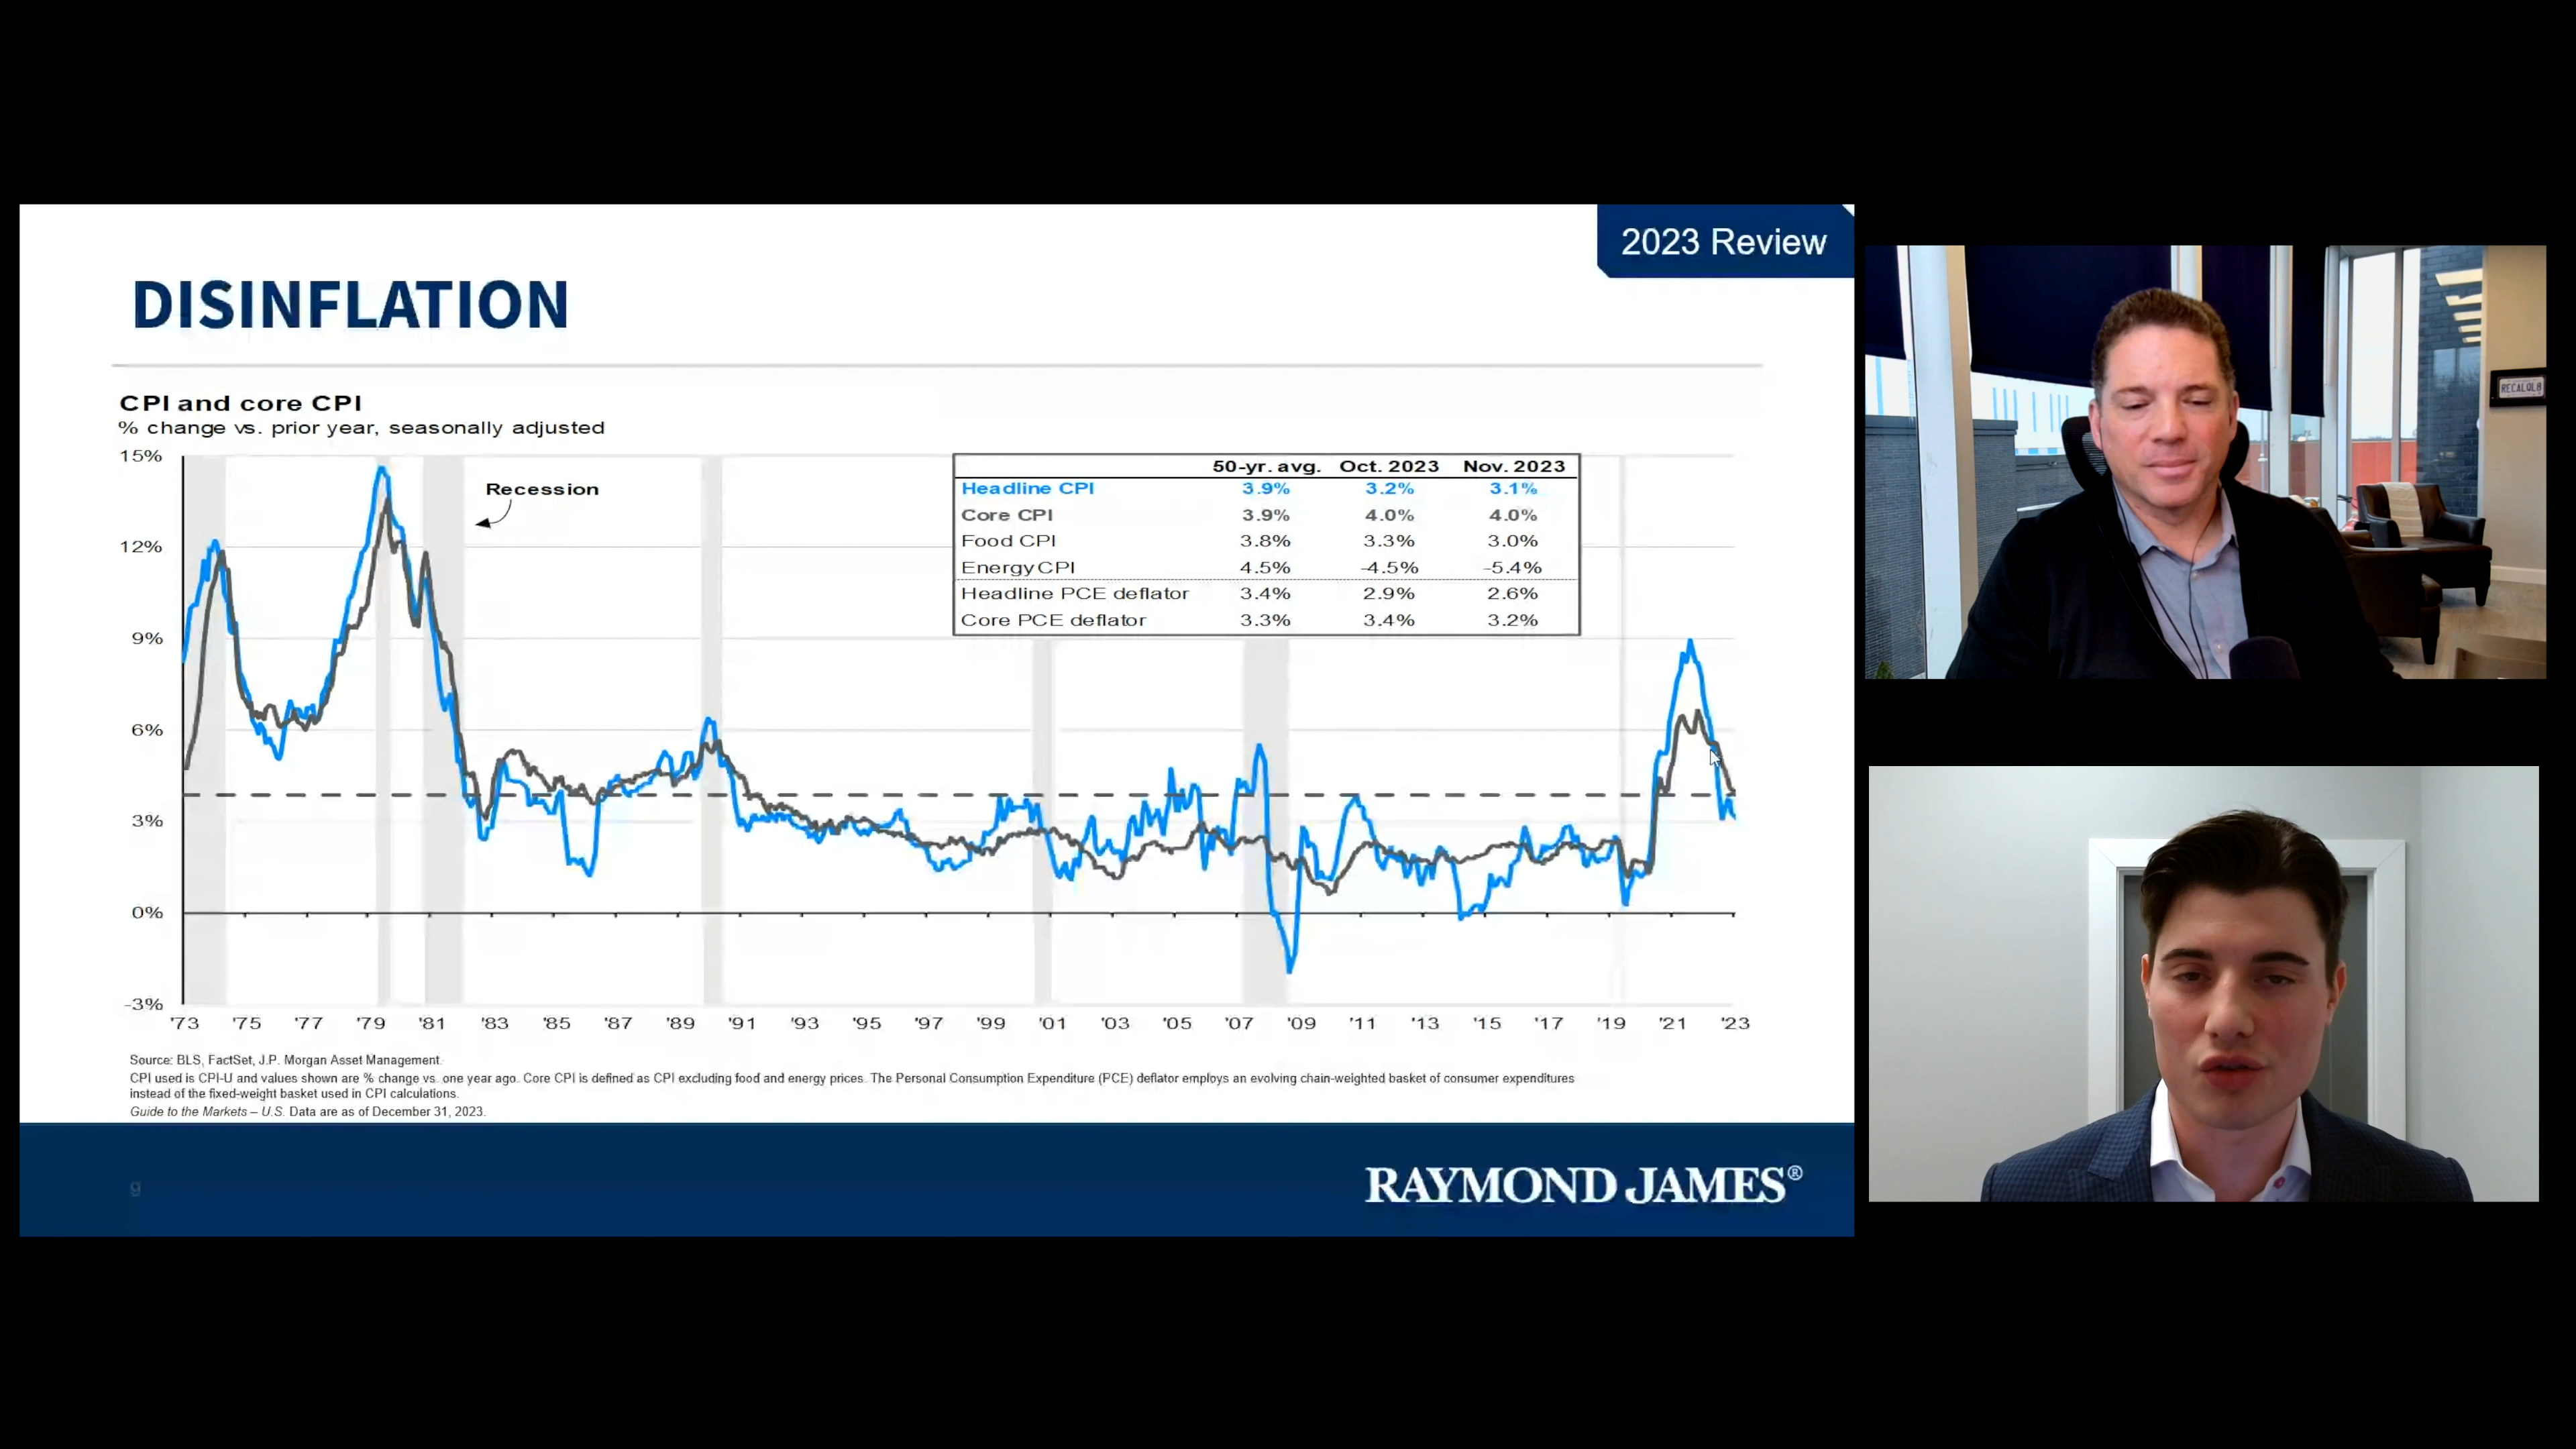 2023 Review
DISINFLATION
CPI and core CPI
% change vs. prior year, seasonally adjusted
15%
12%
9%
6%
3%
0%
-3%
Recession
50-yr. avg. Oct. 2023 Nov. 2023
Headline CPI 3.9% 3.2% 3.1%
Core CPI 3.9% 4.0% 4.0%
Food CPI 3.8% 3.3% 3.0%
Energy CPI 4.5% -4.5% -5.4%
Headline PCE deflator 3.4% 2.9% 2.6%
Core PCE deflator 3.3% 3.4% 3.2%
'73 '75 '77 '79 '81 '83 '85 '87 '89 '91 '93 '95 '97 '99 '01 '03 '05 '07 '09 '11 '13 '15 '17 '19 '21 '23
Source: BLS, FactSet, J.P. Morgan Asset Management.
CPI used is CPI-U and values shown are % change vs. one year ago. Core CPI is defined as CPI excluding food and energy prices. The Personal Consumption Expenditure (PCE) deflator employs an evolving chain-weighted basket of consumer expenditures
instead of the fixed-weight basket used in CPI calculations.
Guide to the Markets – U.S. Data are as of December 31, 2023.
RAYMOND JAMES®